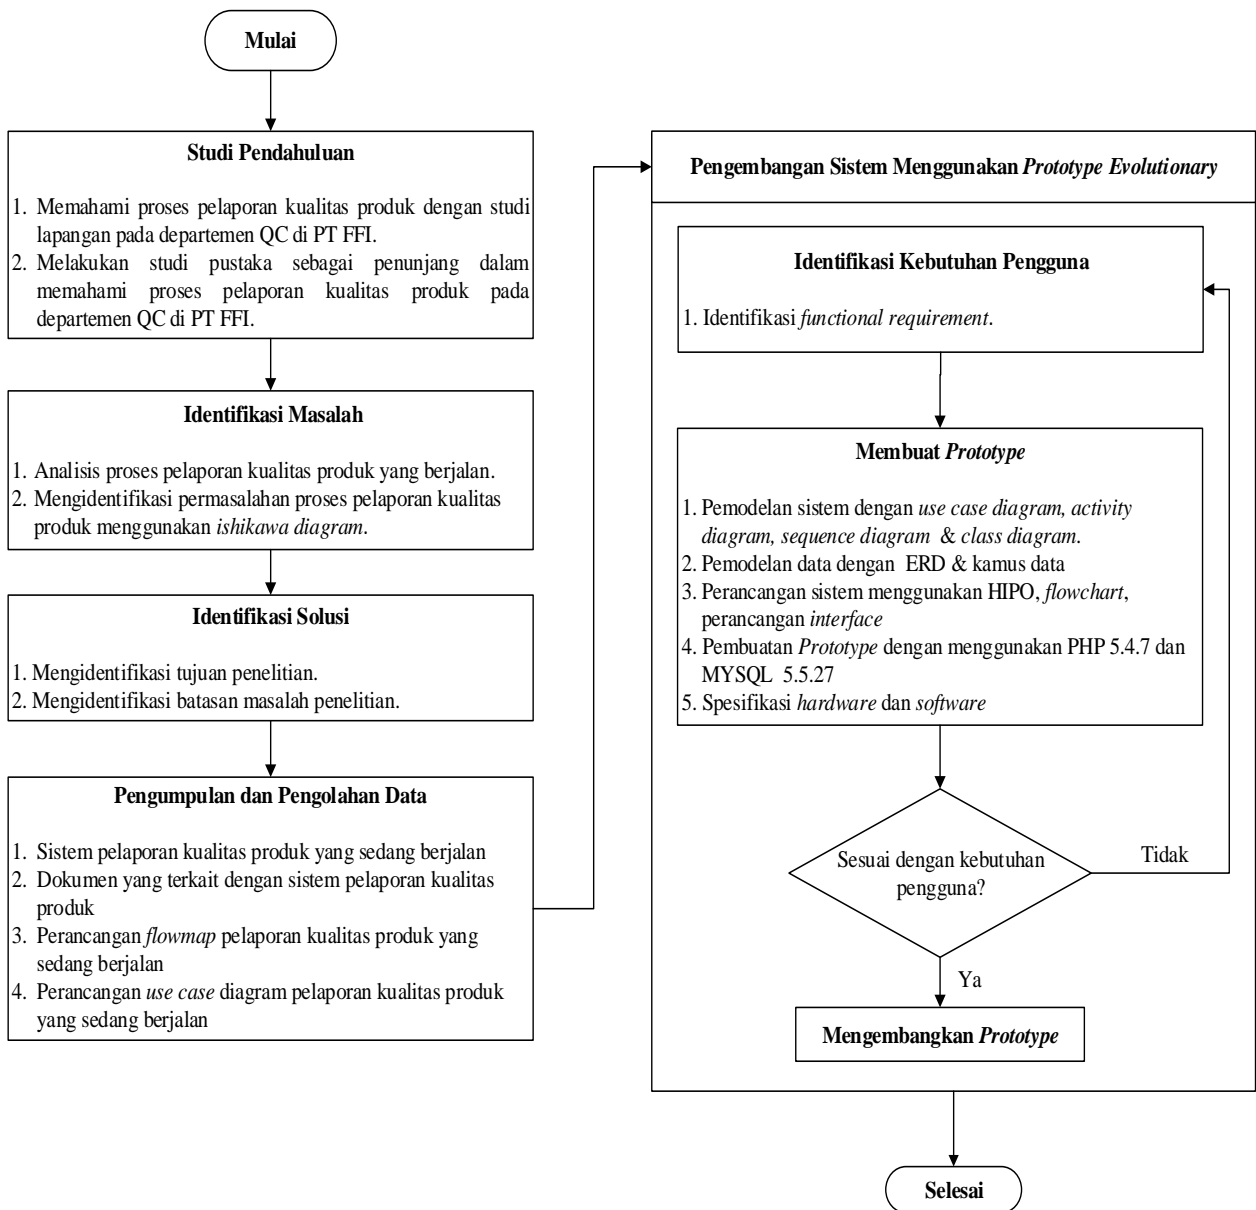 Mulai
Studi Pendahuluan
1. Memahami proses pelaporan kualitas produk dengan studi
lapangan pada departemen QC di PT FFI.
2. Melakukan studi pustaka sebagai penunjang dalam
memahami proses pelaporan kualitas produk pada
departemen QC di PT FFI.
Identifikasi Masalah
1. Analisis proses pelaporan kualitas produk yang berjalan.
2. Mengidentifikasi permasalahan proses pelaporan kualitas
produk menggunakan ishikawa diagram.
Identifikasi Solusi
1. Mengidentifikasi tujuan penelitian.
2. Mengidentifikasi batasan masalah penelitian.
Pengumpulan dan Pengolahan Data
1. Sistem pelaporan kualitas produk yang sedang berjalan
2. Dokumen yang terkait dengan sistem pelaporan kualitas
produk
3. Perancangan flowmap pelaporan kualitas produk yang
sedang berjalan
4. Perancangan use case diagram pelaporan kualitas produk
yang sedang berjalan
Pengembangan Sistem Menggunakan Prototype Evolutionary
Identifikasi Kebutuhan Pengguna
1. Identifikasi functional requirement.
Membuat Prototype
1. Pemodelan sistem dengan use case diagram, activity
diagram, sequence diagram & class diagram.
2. Pemodelan data dengan ERD & kamus data
3. Perancangan sistem menggunakan HIPO, flowchart,
perancangan interface
4. Pembuatan Prototype dengan menggunakan PHP 5.4.7 dan
MYSQL 5.5.27
5. Spesifikasi hardware dan software
Sesuai dengan kebutuhan
pengguna?
Tidak
Ya
Mengembangkan Prototype
Selesai